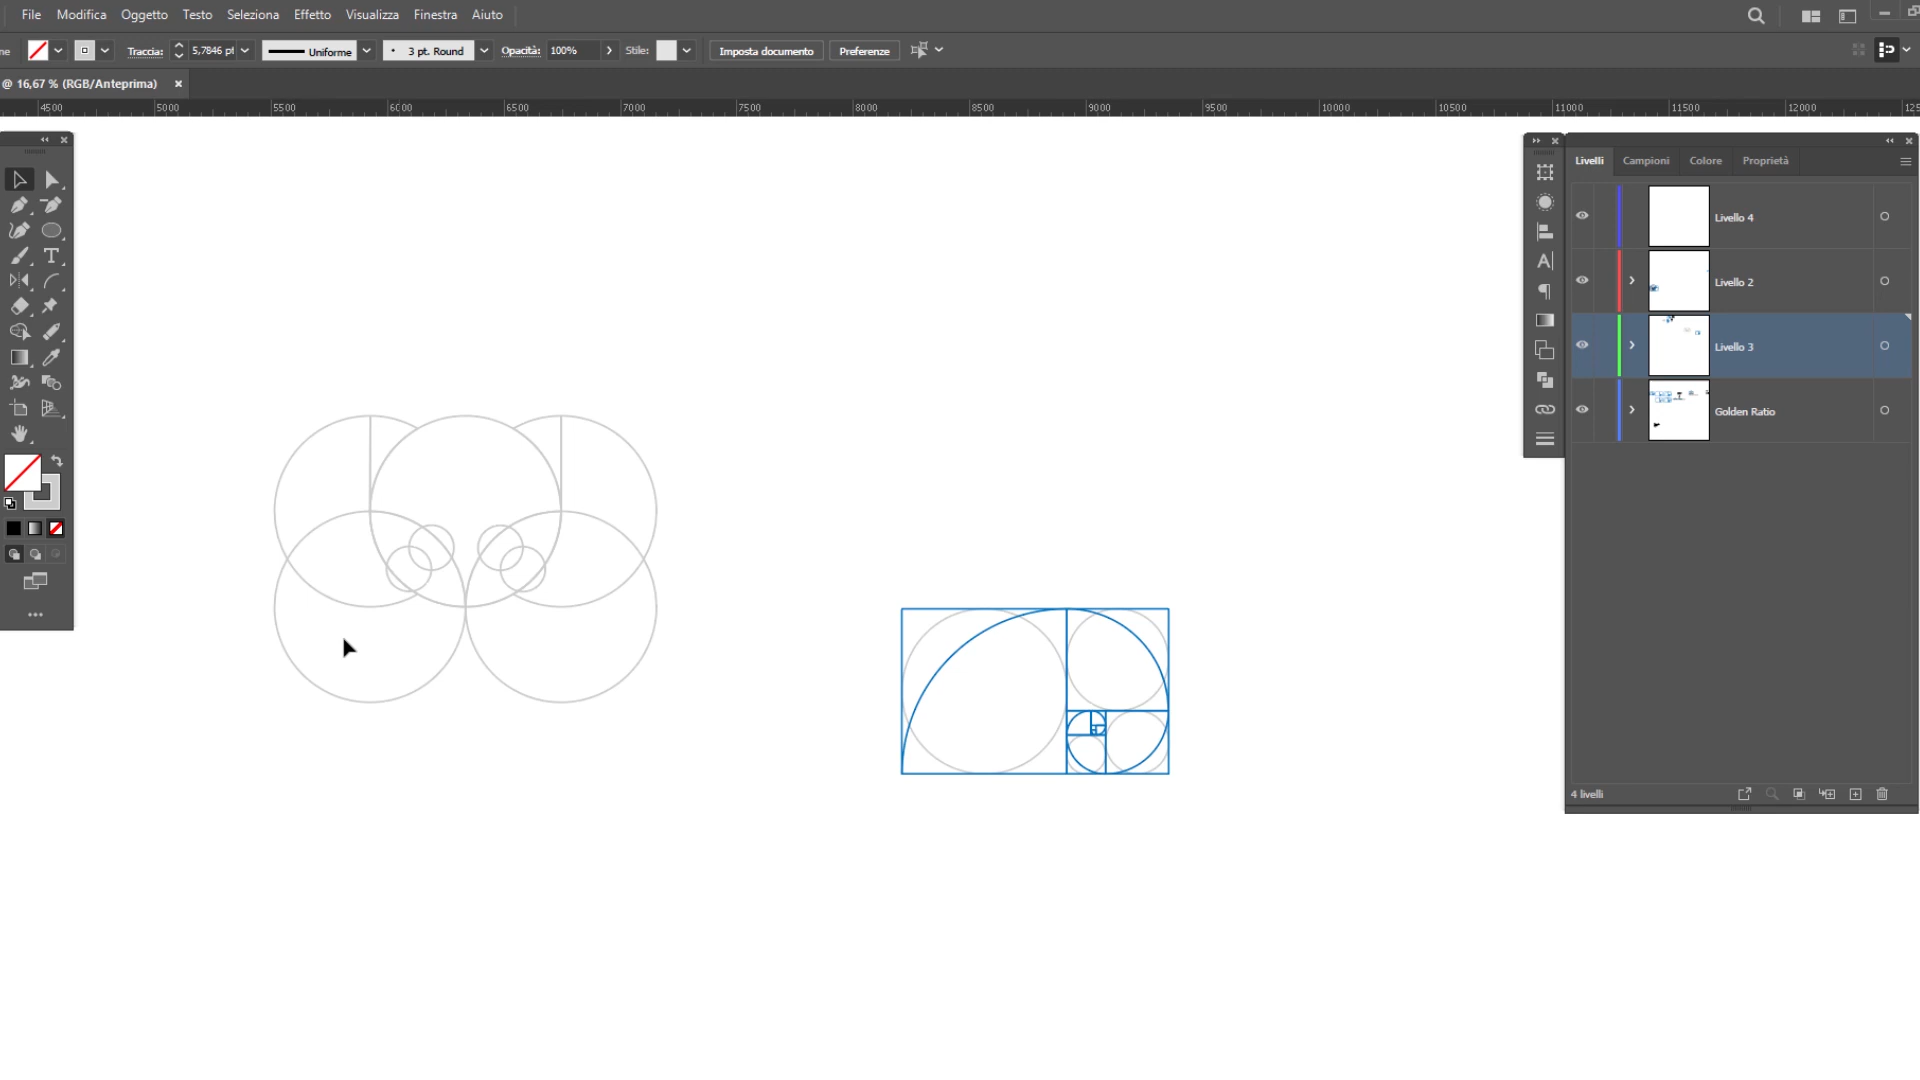 File Modifica Oggetto Testo Seleziona Effetto Visualizza Finestra Aiuto
ne Traccia: 5,7846 pt Uniforme 3 pt. Round Opacità: 100% Stile: Imposta documento Preferenze
@ 16,67 % (RGB/Anteprima)
4500 5000 5500 6000 6500 7000 7500 8000 8500 9000 9500 10000 10500 11000 11500 12000 125
Livelli Campioni Colore Proprietà
Livello 4
Livello 2
Livello 3
Golden Ratio
4 livelli